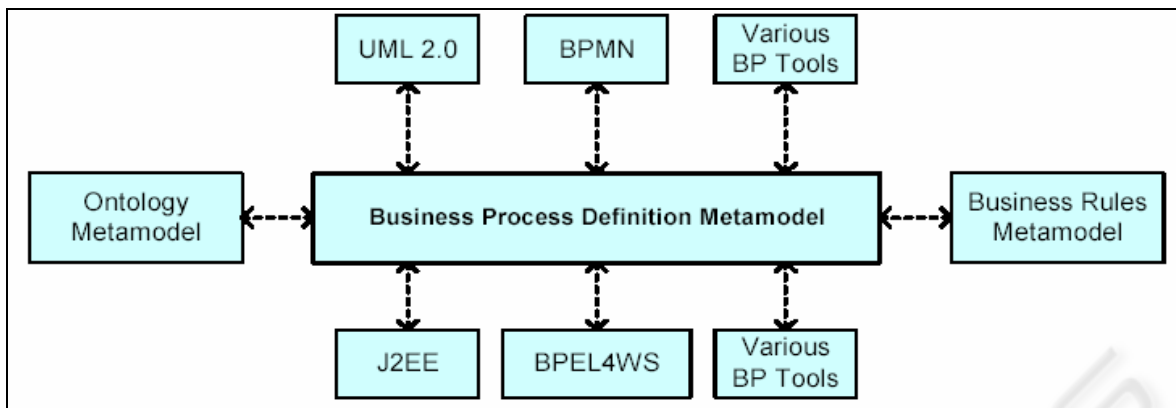 UML 2.0
BPMN
Various
BP Tools
Ontology
Metamodel
Business Process Definition Metamodel
Business Rules
Metamodel
J2EE
BPEL4WS
Various
BP Tools